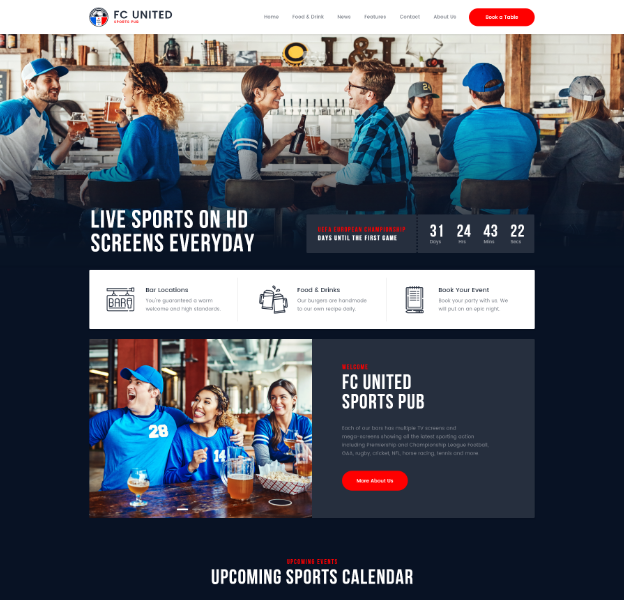 FC UNITED
SPORTS PUB
Home
Food & Drink
News
Features
Contact
About Us
Book a Table
L&L
LIVE SPORTS ON HD
SCREENS EVERYDAY
UEFA EUROPEAN CHAMPIONSHIP
DAYS UNTIL THE FIRST GAME
31 24 43 22
Days Hrs Mins Secs
BAR
Bar Locations
You're guaranteed a warm
welcome and high standards.
Food & Drinks
Our burgers are handmade
to our own recipe daily.
Book Your Event
Book your party with us. We
will put on an epic night.
28
14
WELCOME
FC UNITED
SPORTS PUB
Each of our bars has multiple TV screens and
mega-screens showing all the latest sporting action
including Premiership and Championship League Football,
GAA, rugby, cricket, NFL, horse racing, tennis and more.
More About Us
UPCOMING EVENTS
UPCOMING SPORTS CALENDAR